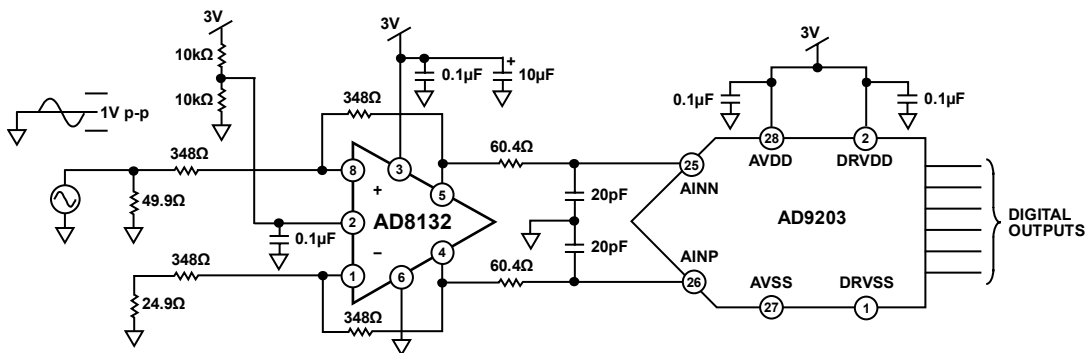 3V
10kΩ
10kΩ
1V p-p
348Ω
49.9Ω
348Ω
24.9Ω
0.1µF
3V
0.1µF
+
10µF
348Ω
8
+
2
AD8132
−
1
3
5
4
6
348Ω
60.4Ω
60.4Ω
20pF
20pF
3V
0.1µF
0.1µF
28
AVDD
2
DRVDD
25
AINN
AD9203
AINP
26
AVSS
27
DRVSS
1
DIGITAL
OUTPUTS